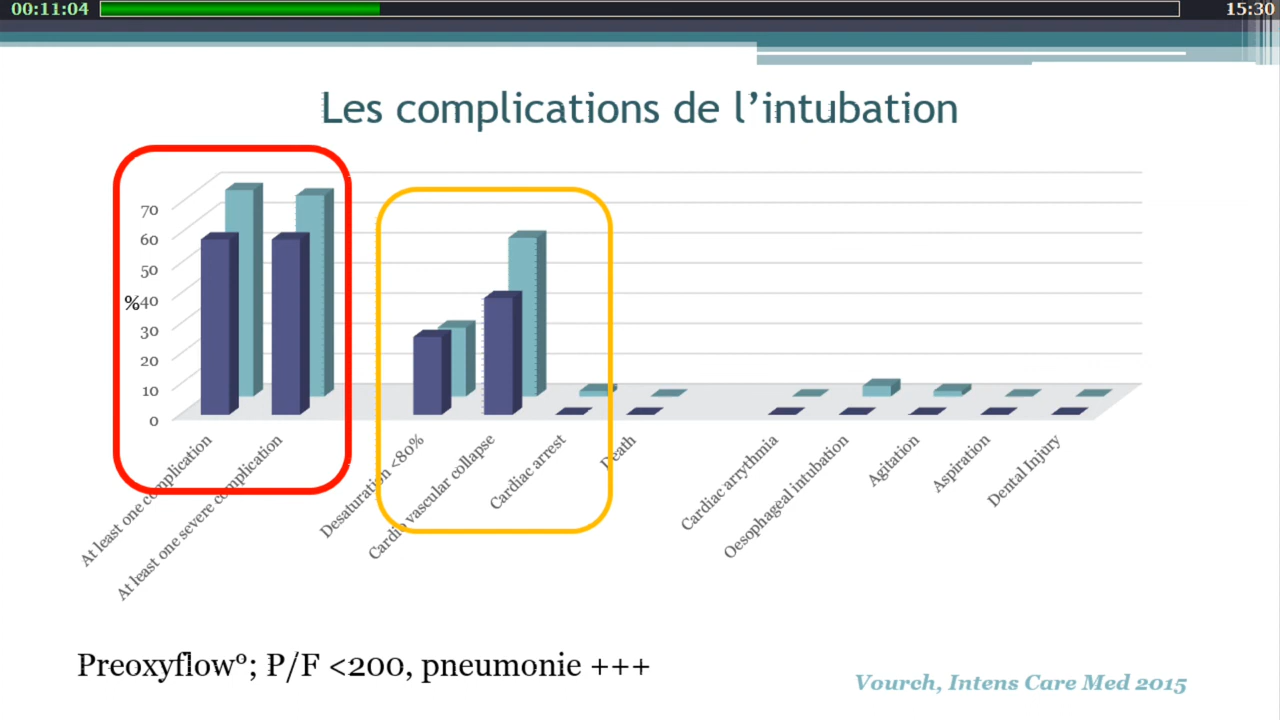 00:11:04
15:30
Les complications de l’intubation
70
60
50
%40
30
20
10
0
At least one complication
At least one severe complication
Desaturation <80%
Cardio vascular collapse
Cardiac arrest
Death
Cardiac arrythmia
Oesophageal intubation
Agitation
Aspiration
Dental Injury
Preoxyflow°; P/F <200, pneumonie +++
Vourch, Intens Care Med 2015